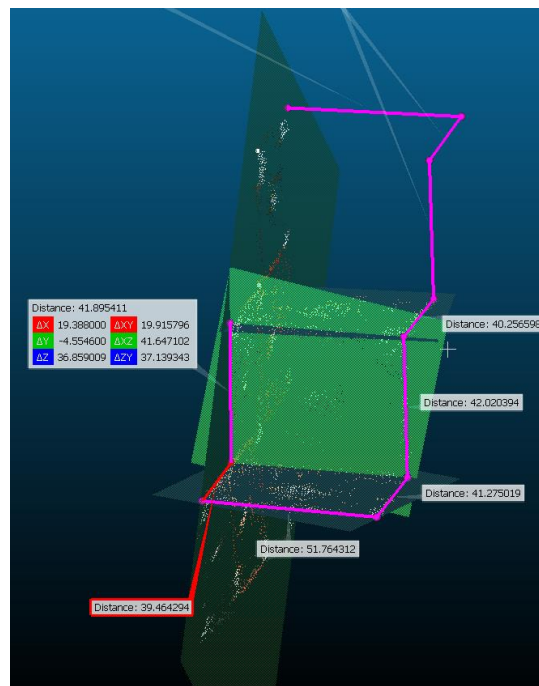 Distance: 41.895411
ΔX 19.388000 ΔXY 19.915796
ΔY -4.554600 ΔXZ 41.647102
ΔZ 36.859009 ΔZY 37.139343
Distance: 40.256598
Distance: 42.020394
Distance: 41.275019
Distance: 51.764312
Distance: 39.464294